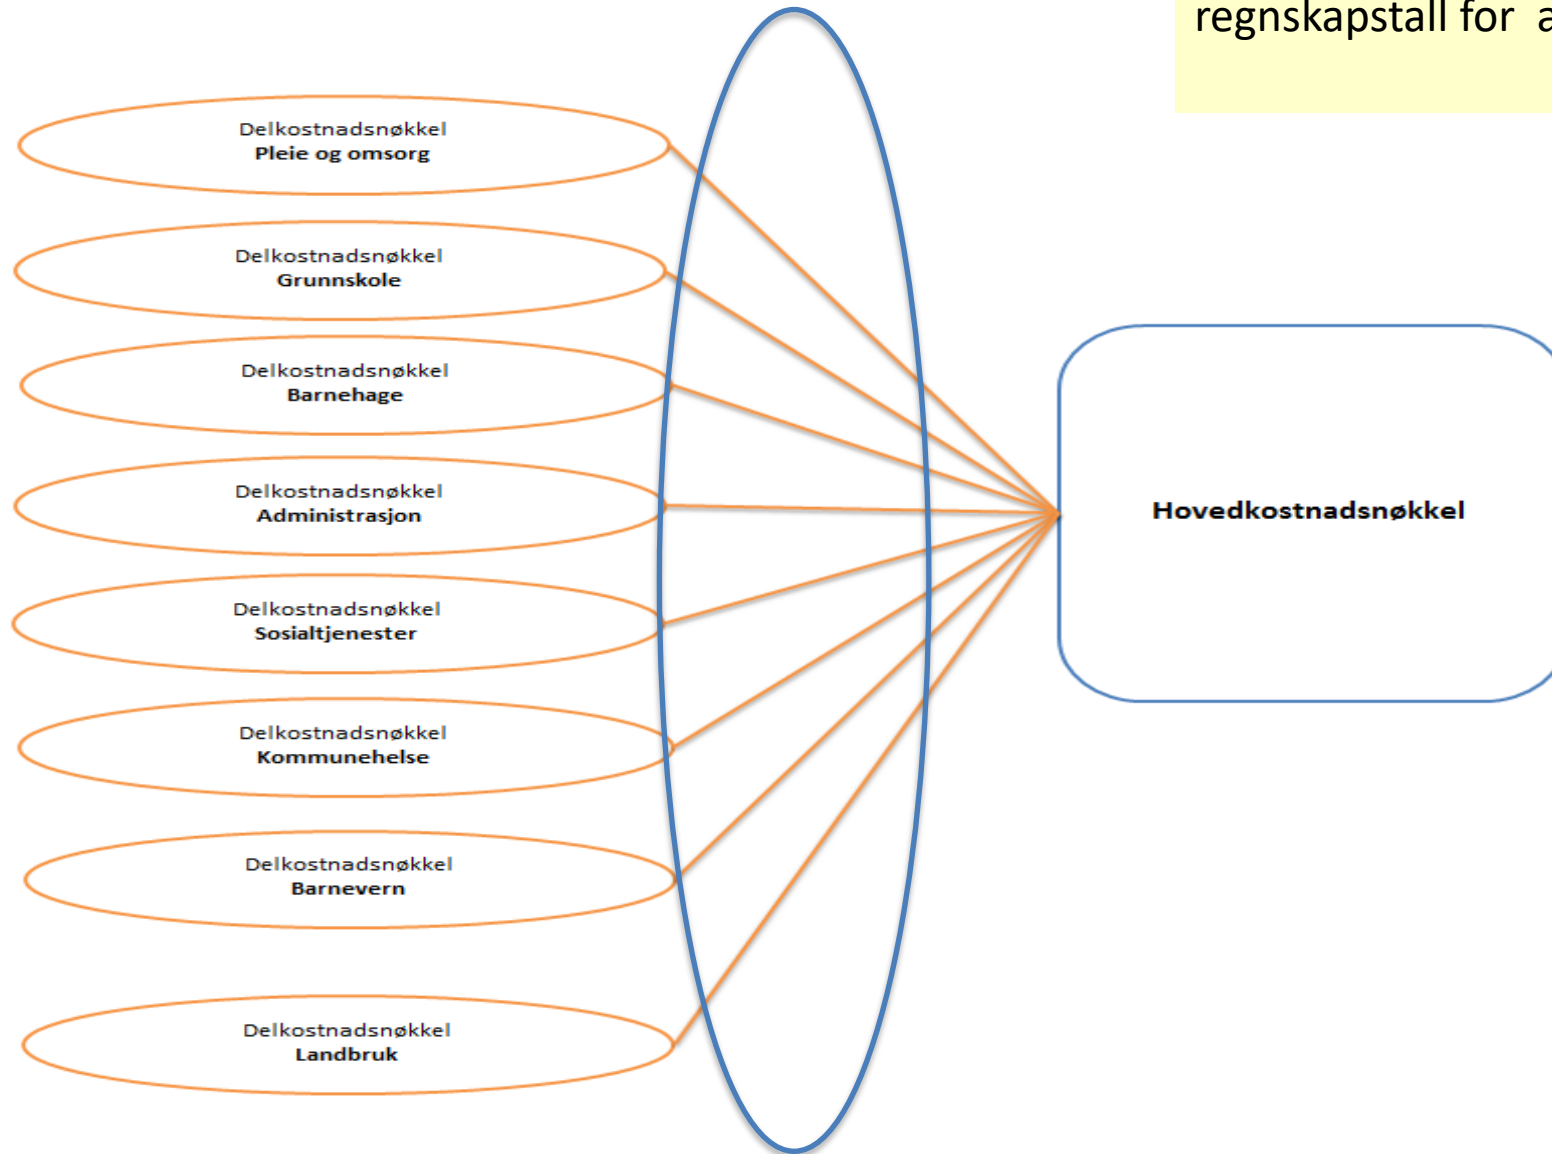 regnskapstall for a
Delkostnadsnøkkel
Pleie og omsorg
Delkostnadsnøkkel
Grunnskole
Delkostnadsnøkkel
Barnehage
Delkostnadsnøkkel
Administrasjon
Delkostnadsnøkkel
Sosialtjenester
Delkostnadsnøkkel
Kommunehelse
Delkostnadsnøkkel
Barnevern
Delkostnadsnøkkel
Landbruk
Hovedkostnadsnøkkel